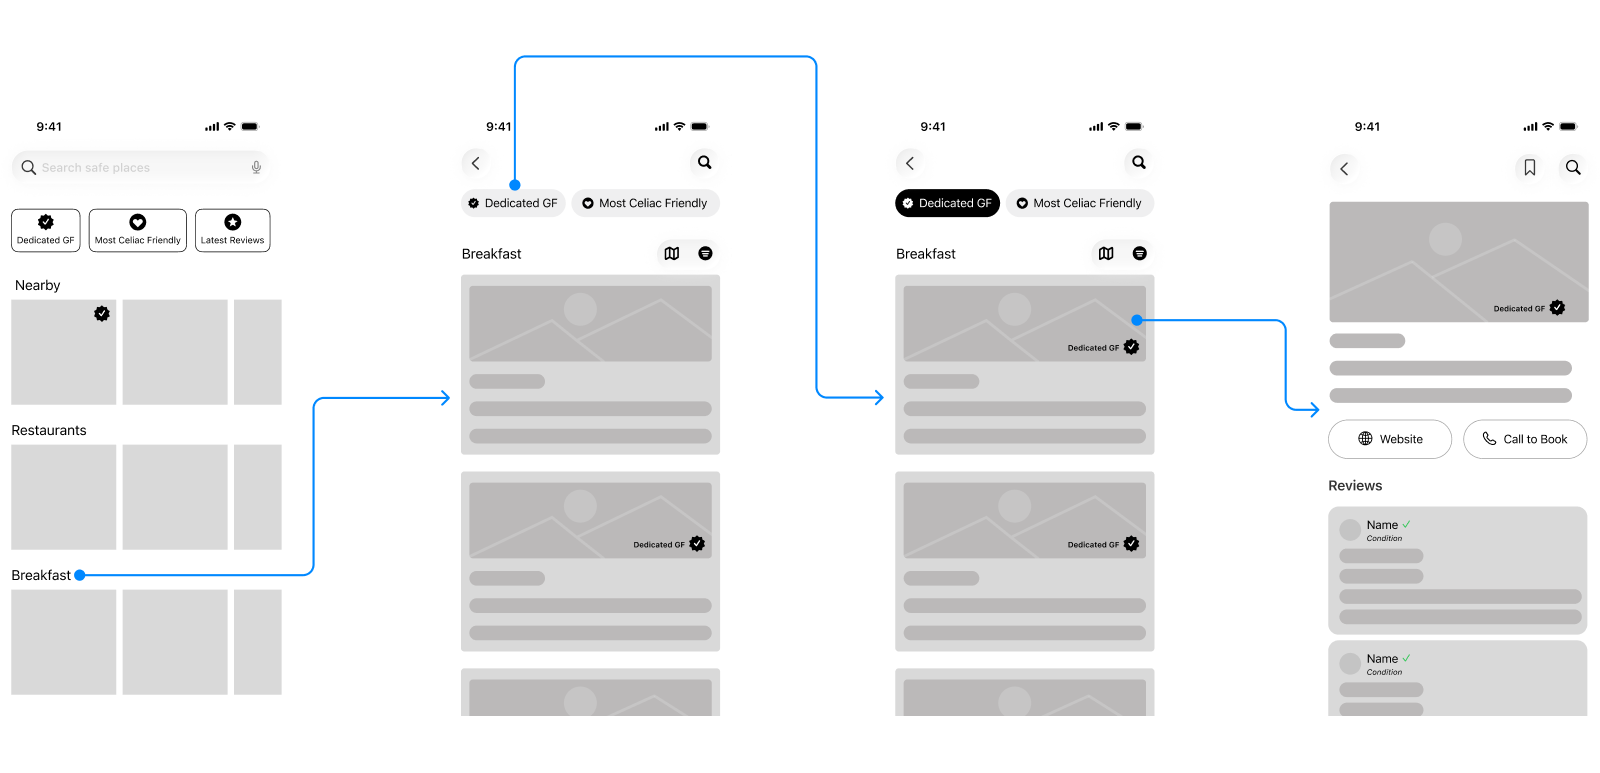 9:41
Search safe places
Dedicated GF
Most Celiac Friendly
Latest Reviews
Nearby
Restaurants
Breakfast
9:41
Dedicated GF
Most Celiac Friendly
Breakfast
Dedicated GF
9:41
Dedicated GF
Most Celiac Friendly
Breakfast
Dedicated GF
Dedicated GF
9:41
Dedicated GF
Website
Call to Book
Reviews
Name
Condition
Name
Condition